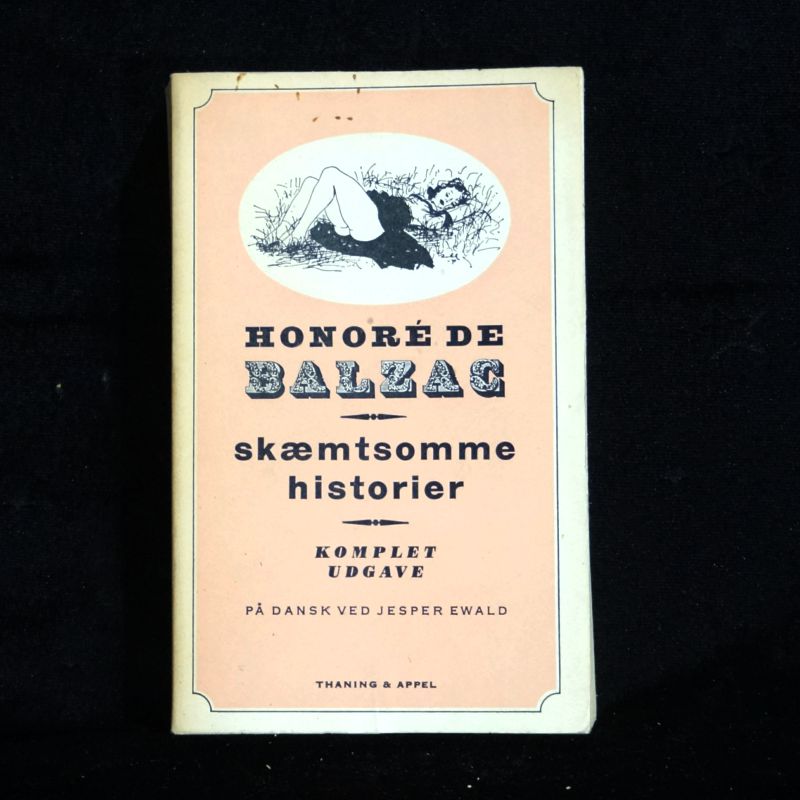 HONORÉ DE
BALZAC
skæmtsomme
historier
KOMPLET
UDGAVE
PÅ DANSK VED JESPER EWALD
THANING & APPEL